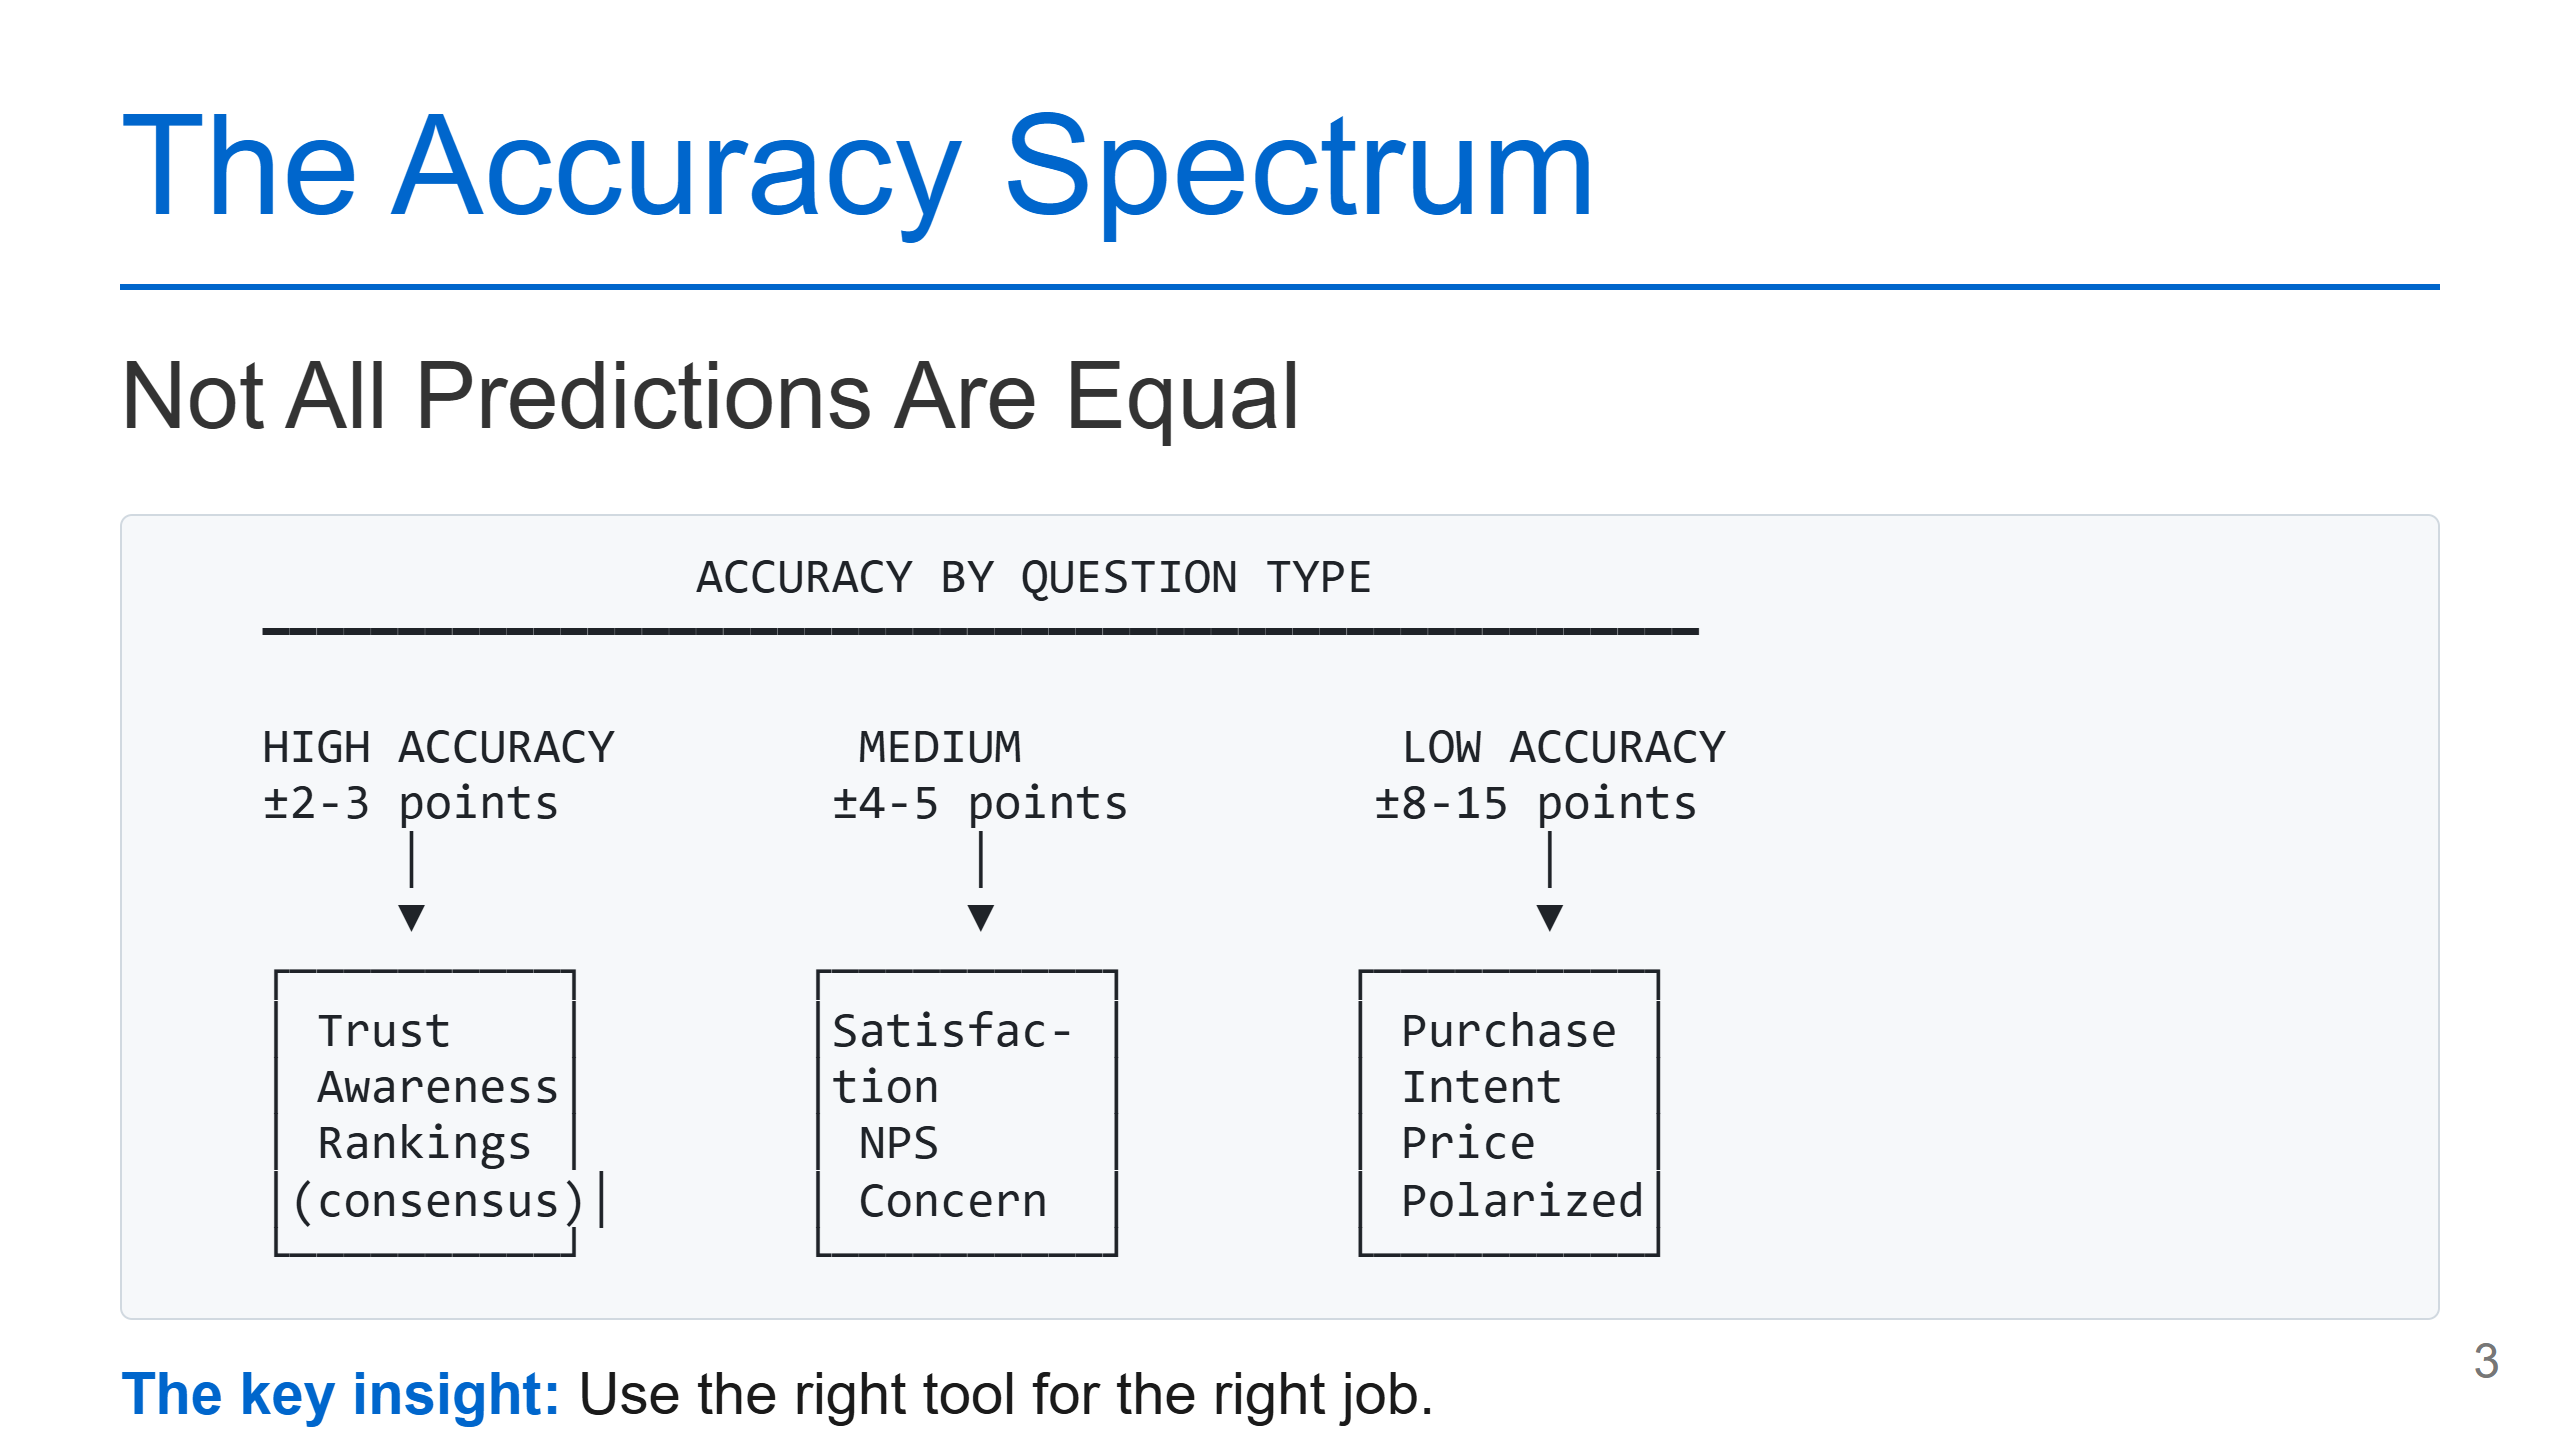 The Accuracy Spectrum
Not All Predictions Are Equal
ACCURACY BY QUESTION TYPE
HIGH ACCURACY MEDIUM LOW ACCURACY
±2-3 points ±4-5 points ±8-15 points
Trust Satisfac- Purchase
Awareness tion Intent
Rankings NPS Price
(consensus) Concern Polarized
The key insight: Use the right tool for the right job.
3